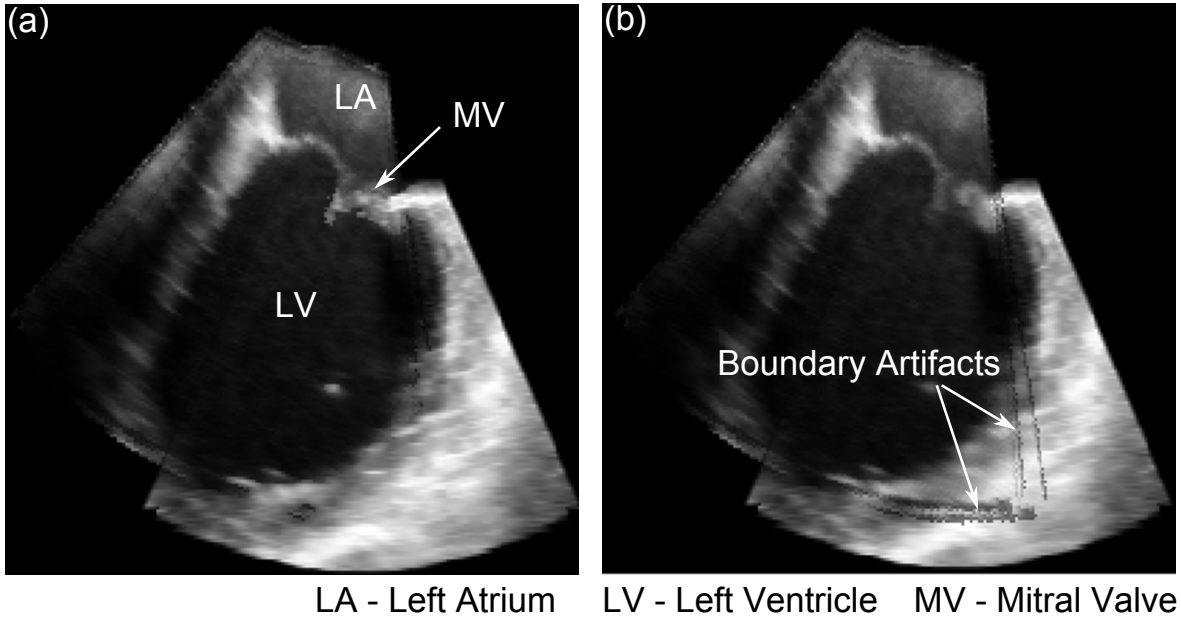 (a)
(b)
LA
MV
LV
Boundary Artifacts
LA - Left Atrium LV - Left Ventricle MV - Mitral Valve